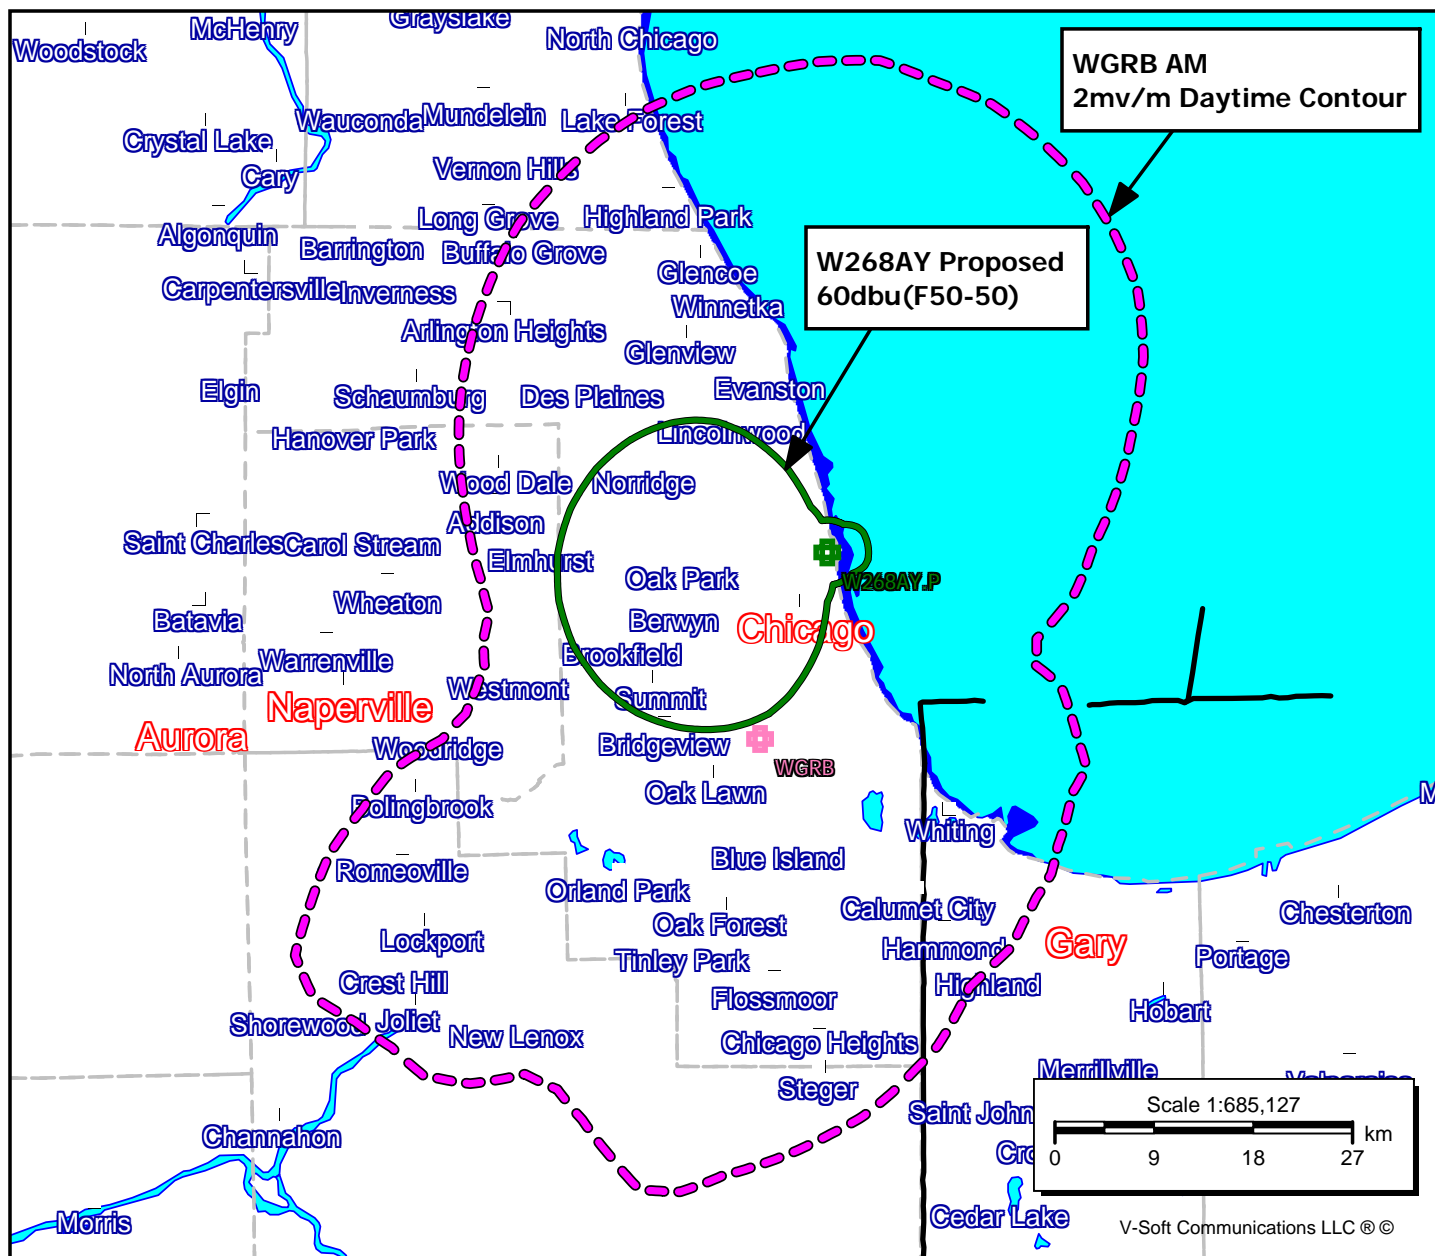 Grayslake
McHenry
North Chicago
Woodstock
WGRB AM
2mv/m Daytime Contour
Wauconda
Mundelein
Lake Forest
Crystal Lake
Vernon Hills
Cary
Long Grove
Highland Park
Algonquin
Barrington
Buffalo Grove
W268AY Proposed
60dbu(F50-50)
Glencoe
Carpentersville
Inverness
Winnetka
Arlington Heights
Glenview
Elgin
Schaumburg
Des Plaines
Evanston
Hanover Park
Lincolnwood
Wood Dale
Norridge
Addison
Saint Charles
Carol Stream
Elmhurst
Oak Park
W268AY.P
Wheaton
Batavia
Berwyn
Chicago
Brookfield
North Aurora
Warrenville
Westmont
Summit
Naperville
Aurora
Woodridge
Bridgeview
WGRB
Oak Lawn
M
Bolingbrook
Whiting
Blue Island
Romeoville
Orland Park
Calumet City
Chesterton
Oak Forest
Lockport
Hammond
Gary
Portage
Tinley Park
Crest Hill
Highland
Flossmoor
Hobart
Shorewood
Joliet
New Lenox
Chicago Heights
Merrillville
Steger
Saint John
Scale 1:685,127
km
0 9 18 27
Channahon
Cro
Morris
Cedar Lake
V-Soft Communications LLC ® ©